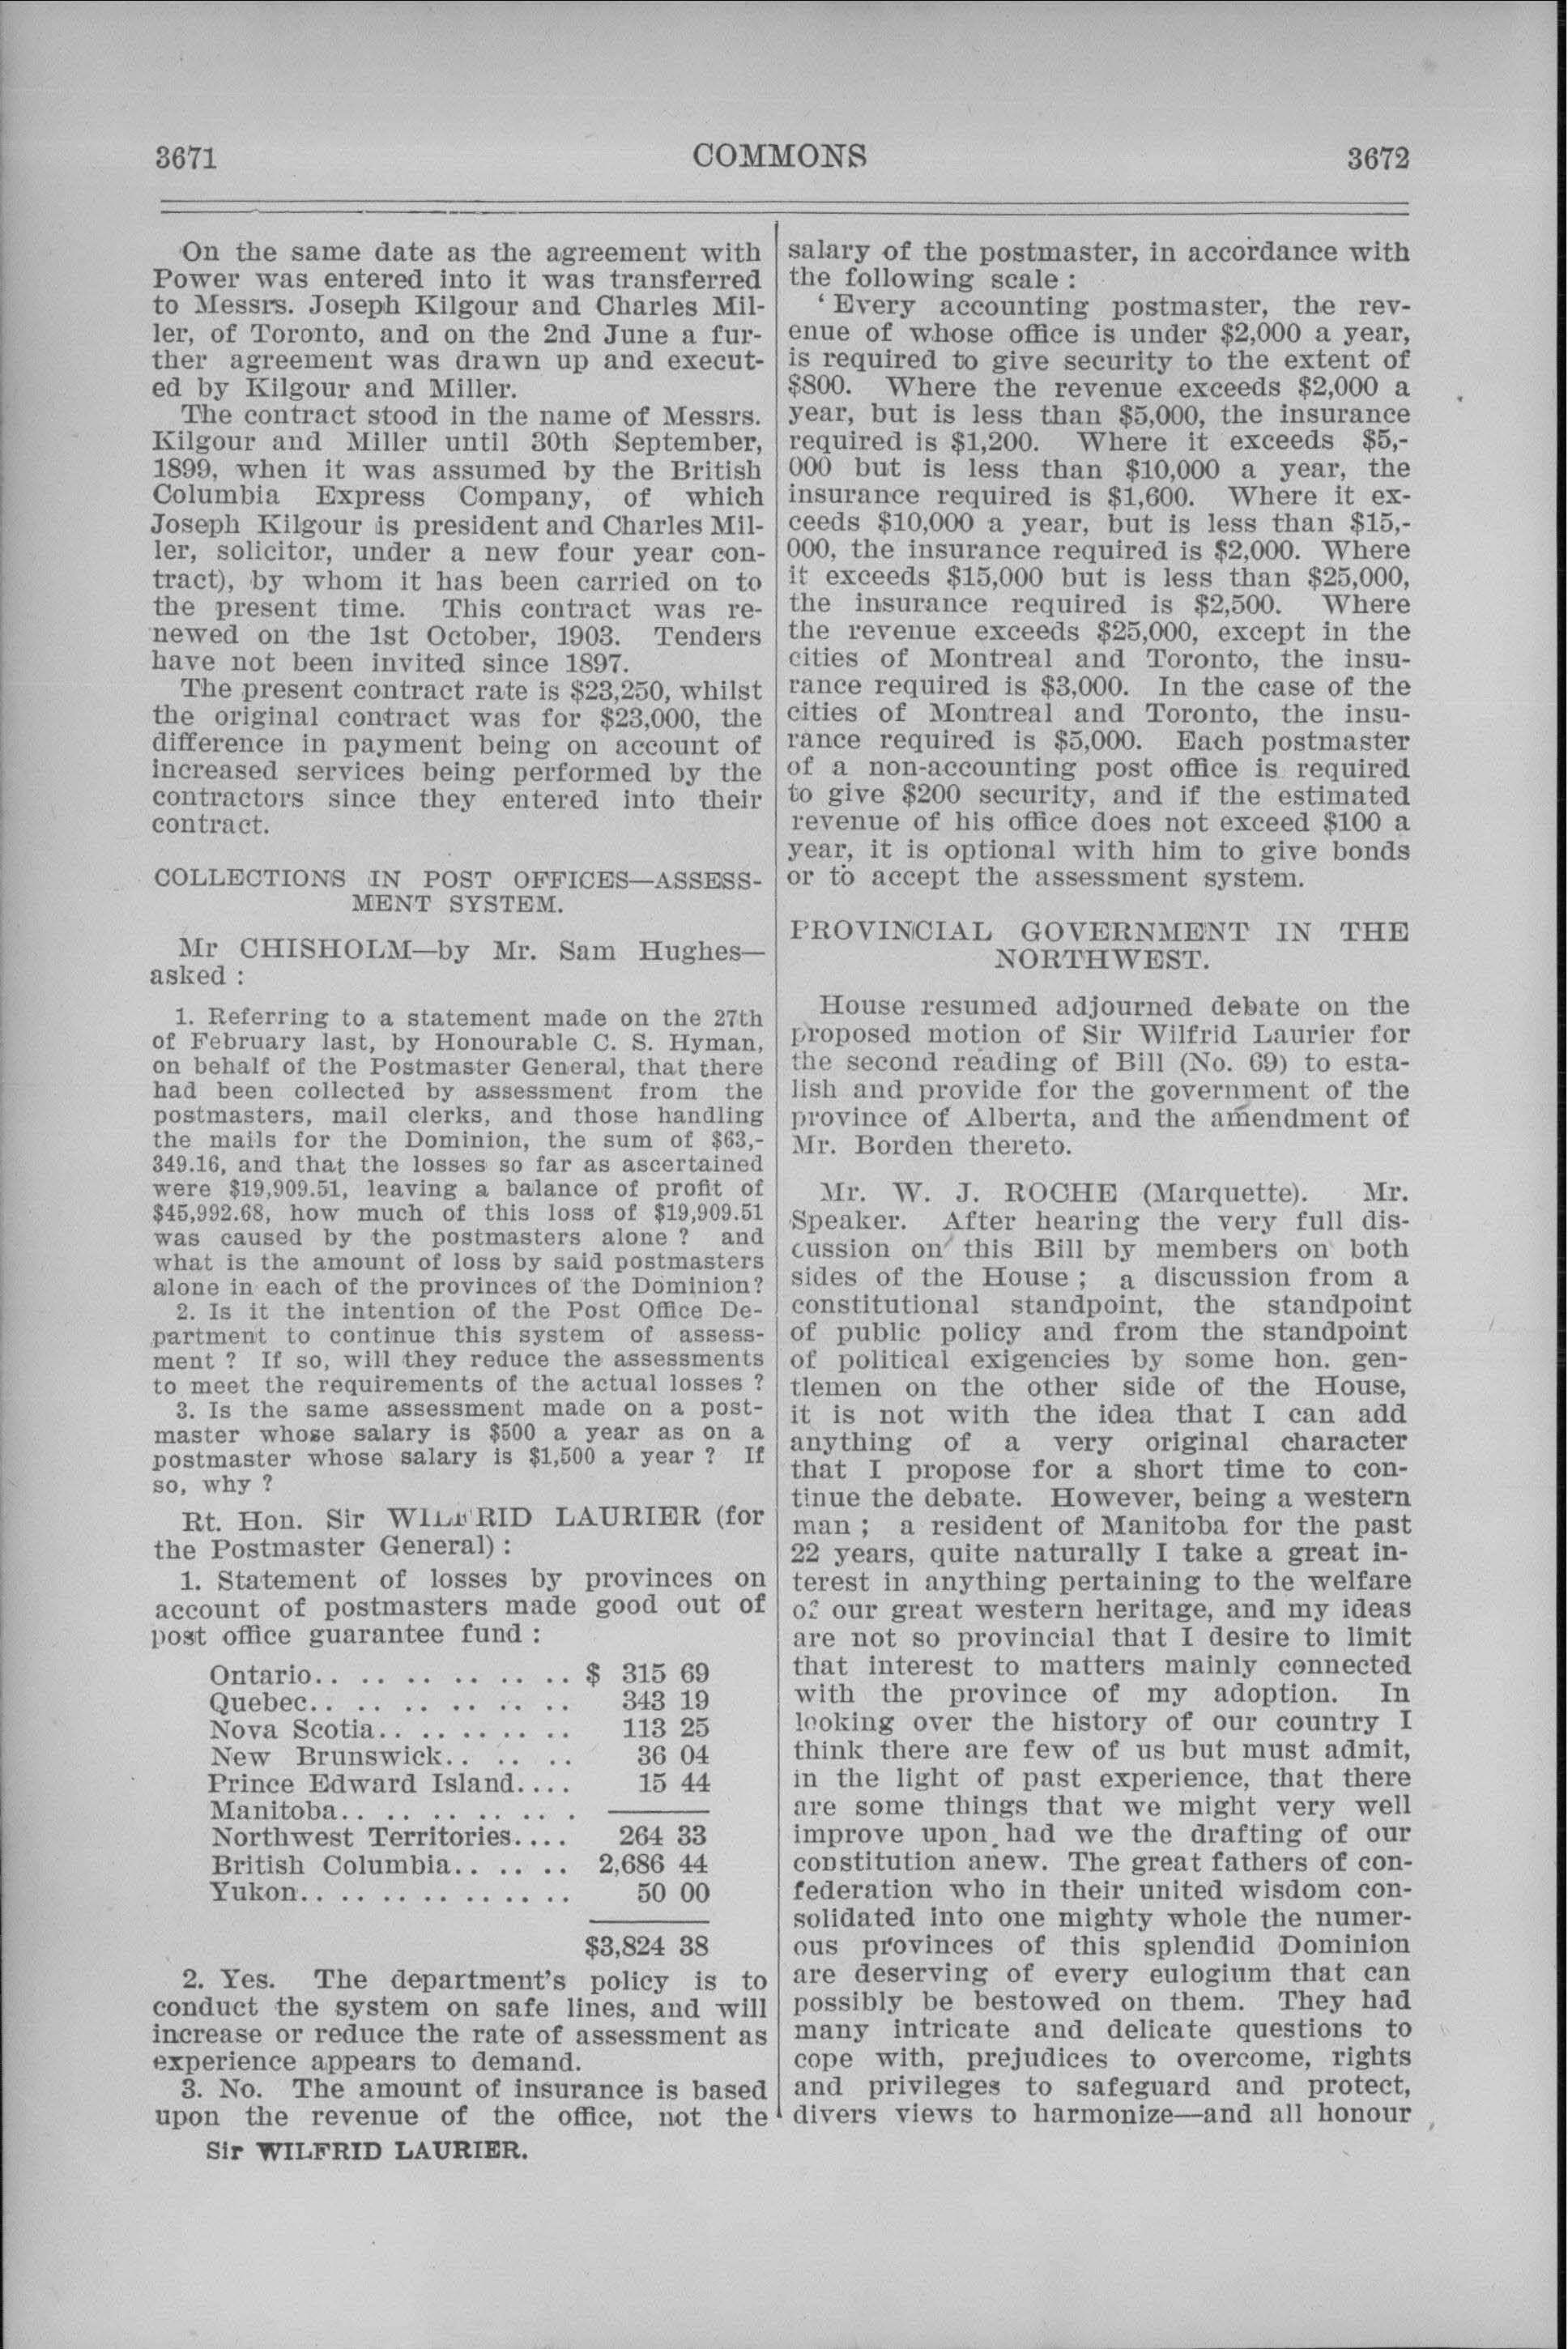 3671 COMMONS 3672
On the same date as the agreement with
Power was entered into it was transferred
to Messrs. Joseph Kilgour and Charles Mil-
ler, of Toronto, and on the 2nd June a fur-
ther agreement was drawn up and execut-
ed by Kilgour and Miller.
The contract stood in the name of Messrs.
Kilgour and Miller until 30th September,
1899, when it was assumed by the British
Columbia Express Company, of which
Joseph Kilgour is president and Charles Mil-
ler, solicitor, under a new four year con-
tract), by whom it has been carried on to
the present time. This contract was re-
newed on the 1st October, 1903. Tenders
have not been invited since 1897.
The present contract rate is $23,250, whilst
the original contract was for $23,000, the
difference in payment being on account of
increased services being performed by the
contractors since they entered into their
contract.
COLLECTIONS IN POST OFFICES—ASSESS-
MENT SYSTEM.
Mr CHISHOLM—by Mr. Sam Hughes—
asked :
1. Referring to a statement made on the 27th
of February last, by Honourable C. S. Hyman,
on behalf of the Postmaster General, that there
had been collected by assessment from the
postmasters, mail clerks, and those handling
the mails for the Dominion, the sum of $63,-
349.16, and that the losses so far as ascertained
were $19,909.51, leaving a balance of profit of
$45,992.68, how much of this loss of $19,909.51
was caused by the postmasters alone ? and
what is the amount of loss by said postmasters
alone in each of the provinces of the Dominion?
2. Is it the intention of the Post Office De-
partment to continue this system of assess-
ment ? If so, will they reduce the assessments
to meet the requirements of the actual losses ?
3. Is the same assessment made on a post-
master whose salary is $500 a year as on a
postmaster whose salary is $1,500 a year ? If
so, why ?
Rt. Hon. Sir WILFRID LAURIER (for
the Postmaster General) :
1. Statement of losses by provinces on
account of postmasters made good out of
post office guarantee fund :
Ontario.. .. .. .. .. .. $ 315 69
Quebec.. .. .. .. .. .. 343 19
Nova Scotia.. .. .. .. .. 113 25
New Brunswick.. .. .. 36 04
Prince Edward Island.... 15 44
Manitoba.. .. .. .. .. . ———
Northwest Territories.... 264 33
British Columbia.. .. .. 2,686 44
Yukon.. .. .. .. .. .. .. 50 00
$3,824 38
2. Yes. The department's policy is to
conduct the system on safe lines, and will
increase or reduce the rate of assessment as
experience appears to demand.
3. No. The amount of insurance is based
upon the revenue of the office, not the
Sir WILFRID LAURIER.
salary of the postmaster, in accordance with
the following scale :
‘ Every accounting postmaster, the rev-
enue of whose office is under $2,000 a year,
is required to give security to the extent of
$800. Where the revenue exceeds $2,000 a
year, but is less than $5,000, the insurance
required is $1,200. Where it exceeds $5,-
000 but is less than $10,000 a year, the
insurance required is $1,600. Where it ex-
ceeds $10,000 a year, but is less than $15,-
000, the insurance required is $2,000. Where
it exceeds $15,000 but is less than $25,000,
the insurance required is $2,500. Where
the revenue exceeds $25,000, except in the
cities of Montreal and Toronto, the insu-
rance required is $3,000. In the case of the
cities of Montreal and Toronto, the insu-
rance required is $5,000. Each postmaster
of a non-accounting post office is required
to give $200 security, and if the estimated
revenue of his office does not exceed $100 a
year, it is optional with him to give bonds
or to accept the assessment system.
PROVINCIAL GOVERNMENT IN THE
NORTHWEST.
House resumed adjourned debate on the
proposed motion of Sir Wilfrid Laurier for
the second reading of Bill (No. 69) to esta-
lish and provide for the government of the
province of Alberta, and the amendment of
Mr. Borden thereto.
Mr. W. J. ROCHE (Marquette). Mr.
Speaker. After hearing the very full dis-
cussion on this Bill by members on both
sides of the House ; a discussion from a
constitutional standpoint, the standpoint
of public policy and from the standpoint
of political exigencies by some hon. gen-
tlemen on the other side of the House,
it is not with the idea that I can add
anything of a very original character
that I propose for a short time to con-
tinue the debate. However, being a western
man ; a resident of Manitoba for the past
22 years, quite naturally I take a great in-
terest in anything pertaining to the welfare
of our great western heritage, and my ideas
are not so provincial that I desire to limit
that interest to matters mainly connected
with the province of my adoption. In
looking over the history of our country I
think there are few of us but must admit,
in the light of past experience, that there
are some things that we might very well
improve upon had we the drafting of our
constitution anew. The great fathers of con-
federation who in their united wisdom con-
solidated into one mighty whole the numer-
ous provinces of this splendid Dominion
are deserving of every eulogium that can
possibly be bestowed on them. They had
many intricate and delicate questions to
cope with, prejudices to overcome, rights
and privileges to safeguard and protect,
divers views to harmonize—and all honour